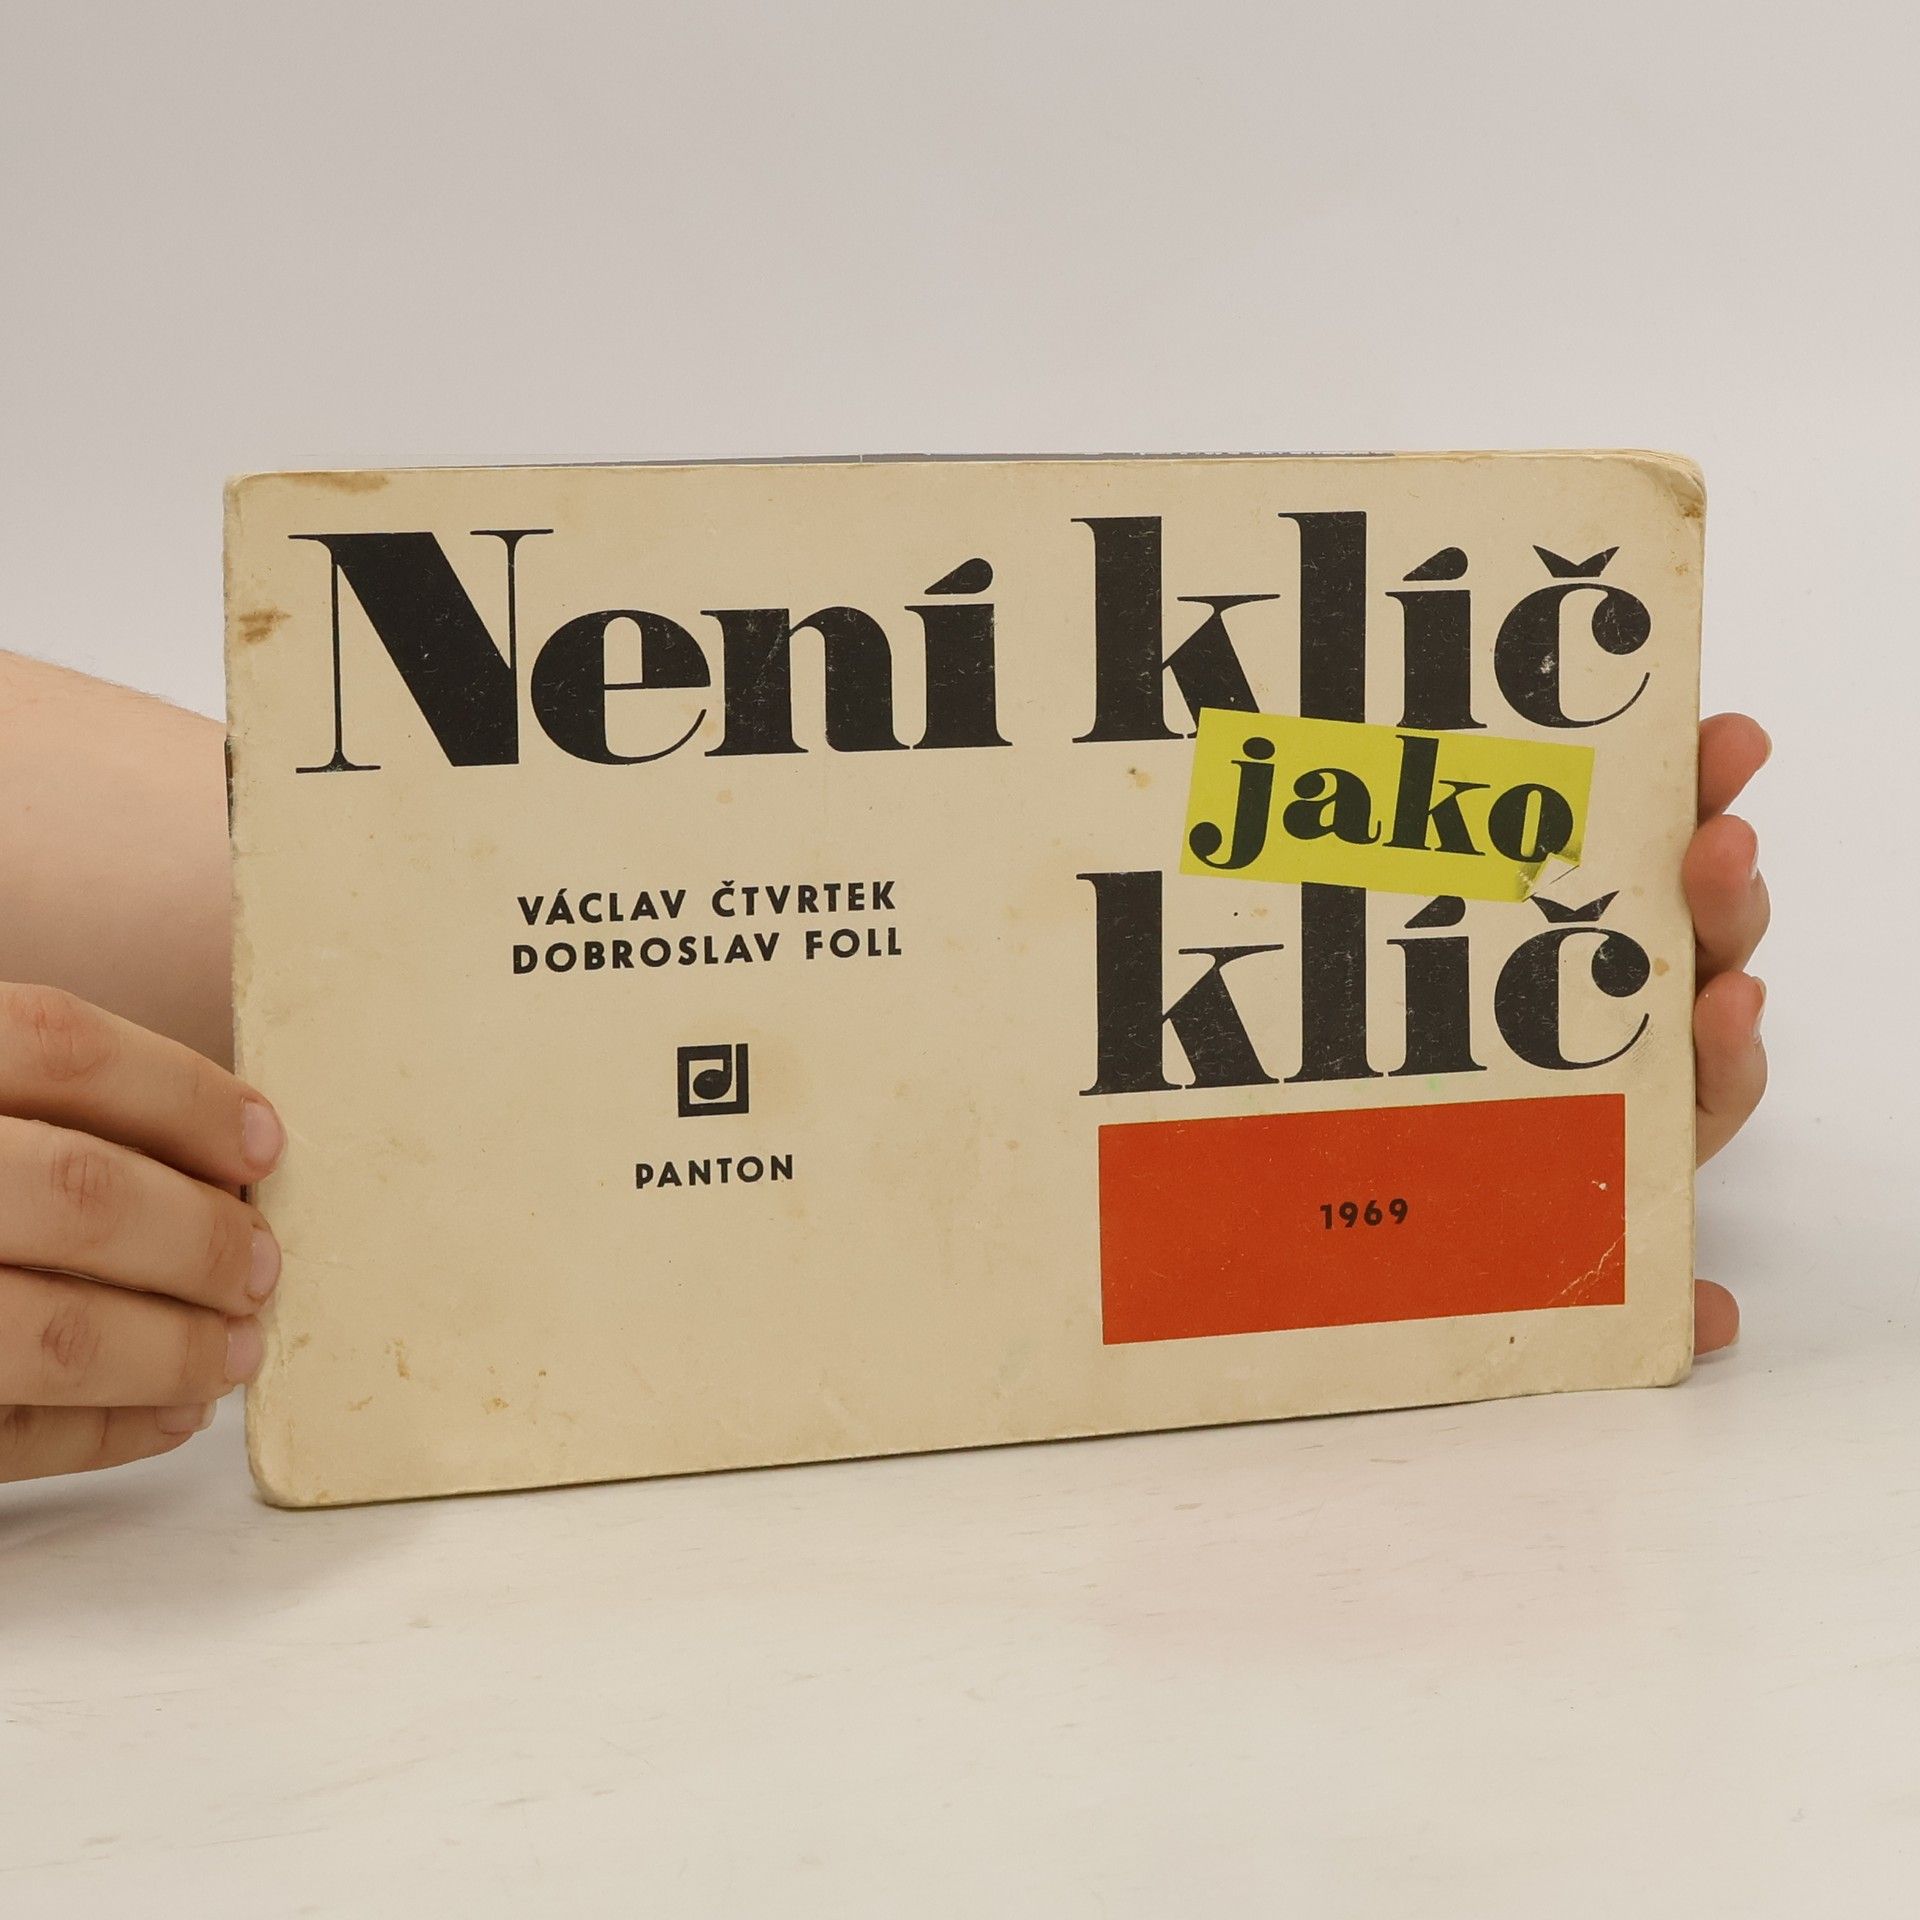 Není klíč
jako
klíč
VÁCLAV ČTVRTEK
DOBROSLAV FOLL
PANTON
1969